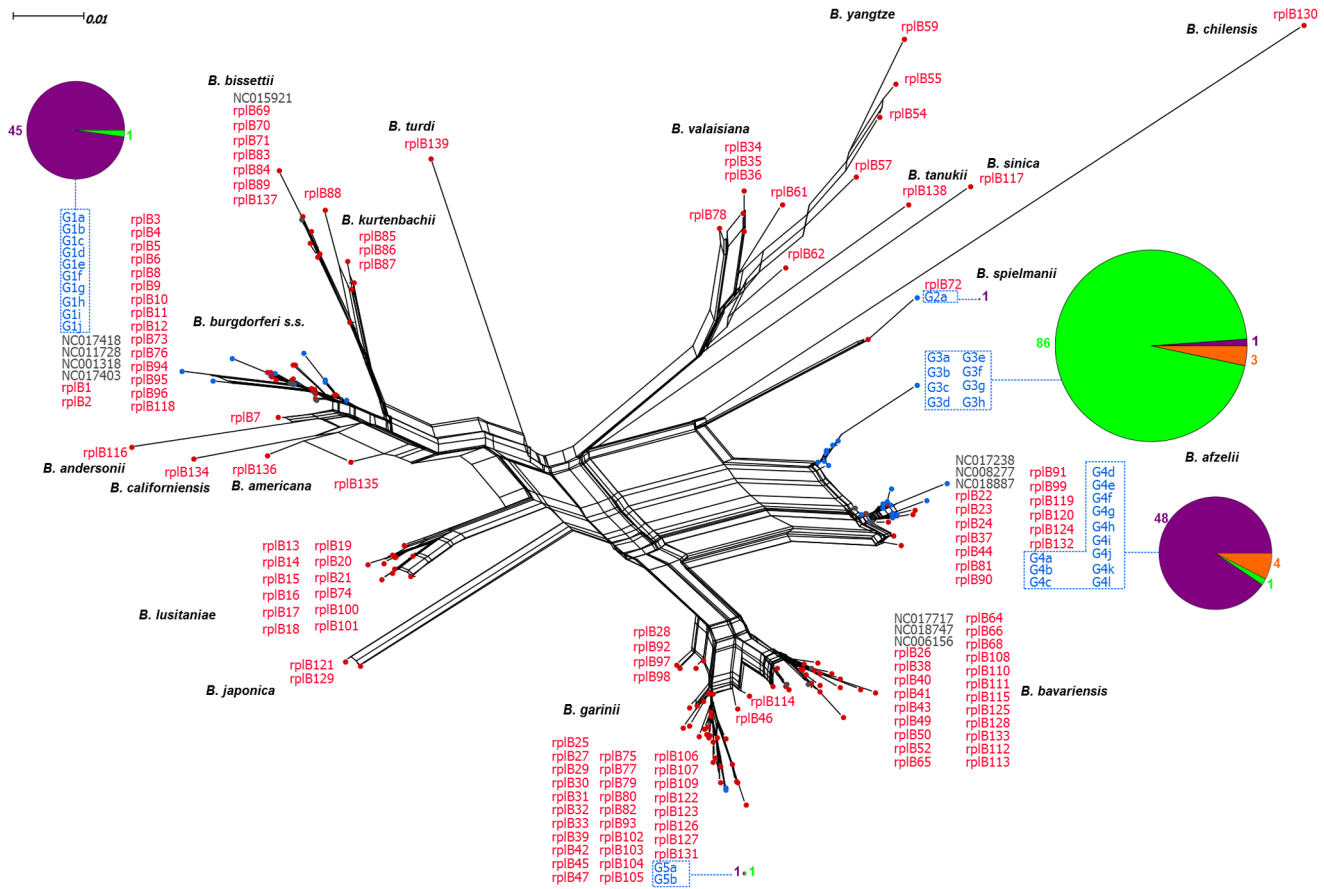 0.01
B. yangtze
rplB59
rplB130
B. chilensis
B. bissettii
NC015921
rplB69
rplB70
rplB71
rplB83
rplB84
rplB89
rplB137
45
1
rplB88
B. turdi
rplB139
B. kurtenbachii
rplB85
rplB86
rplB87
B. valaisiana
rplB34
rplB35
rplB36
rplB78
rplB61
rplB62
rplB55
rplB54
rplB57
B. tanukii
rplB138
B. sinica
rplB117
G1a
G1b
G1c
G1d
G1e
G1f
G1g
G1h
G1i
G1j
NC017418
NC011728
NC001318
NC017403
rplB1
rplB2
rplB3
rplB4
rplB5
rplB6
rplB8
rplB9
rplB10
rplB11
rplB12
rplB73
rplB76
rplB94
rplB95
rplB96
rplB118
B. burgdorferi s.s.
B. spielmanii
rplB72
G2a
1
86
1
3
G3a
G3b
G3c
G3d
G3e
G3f
G3g
G3h
rplB7
rplB116
B. andersonii
rplB134
B. californiensis
rplB136
B. americana
rplB135
B. afzelii
NC017238
NC008277
NC018887
rplB22
rplB23
rplB24
rplB37
rplB44
rplB81
rplB90
rplB91
rplB99
rplB119
rplB120
rplB124
rplB132
G4a
G4b
G4c
G4d
G4e
G4f
G4g
G4h
G4i
G4j
G4k
G4l
48
4
1
rplB13
rplB14
rplB15
rplB16
rplB17
rplB18
rplB19
rplB20
rplB21
rplB74
rplB100
rplB101
B. lusitaniae
rplB121
rplB129
B. japonica
rplB28
rplB92
rplB97
rplB98
rplB114
rplB46
NC017717
NC018747
NC006156
rplB26
rplB38
rplB40
rplB41
rplB43
rplB49
rplB50
rplB52
rplB65
rplB64
rplB66
rplB68
rplB108
rplB110
rplB111
rplB115
rplB125
rplB128
rplB133
rplB112
rplB113
B. bavariensis
B. garinii
rplB25
rplB27
rplB29
rplB30
rplB31
rplB32
rplB33
rplB39
rplB42
rplB45
rplB47
rplB75
rplB77
rplB79
rplB80
rplB82
rplB93
rplB102
rplB103
rplB104
rplB105
rplB106
rplB107
rplB109
rplB122
rplB123
rplB126
rplB127
rplB131
G5a
G5b
1
1